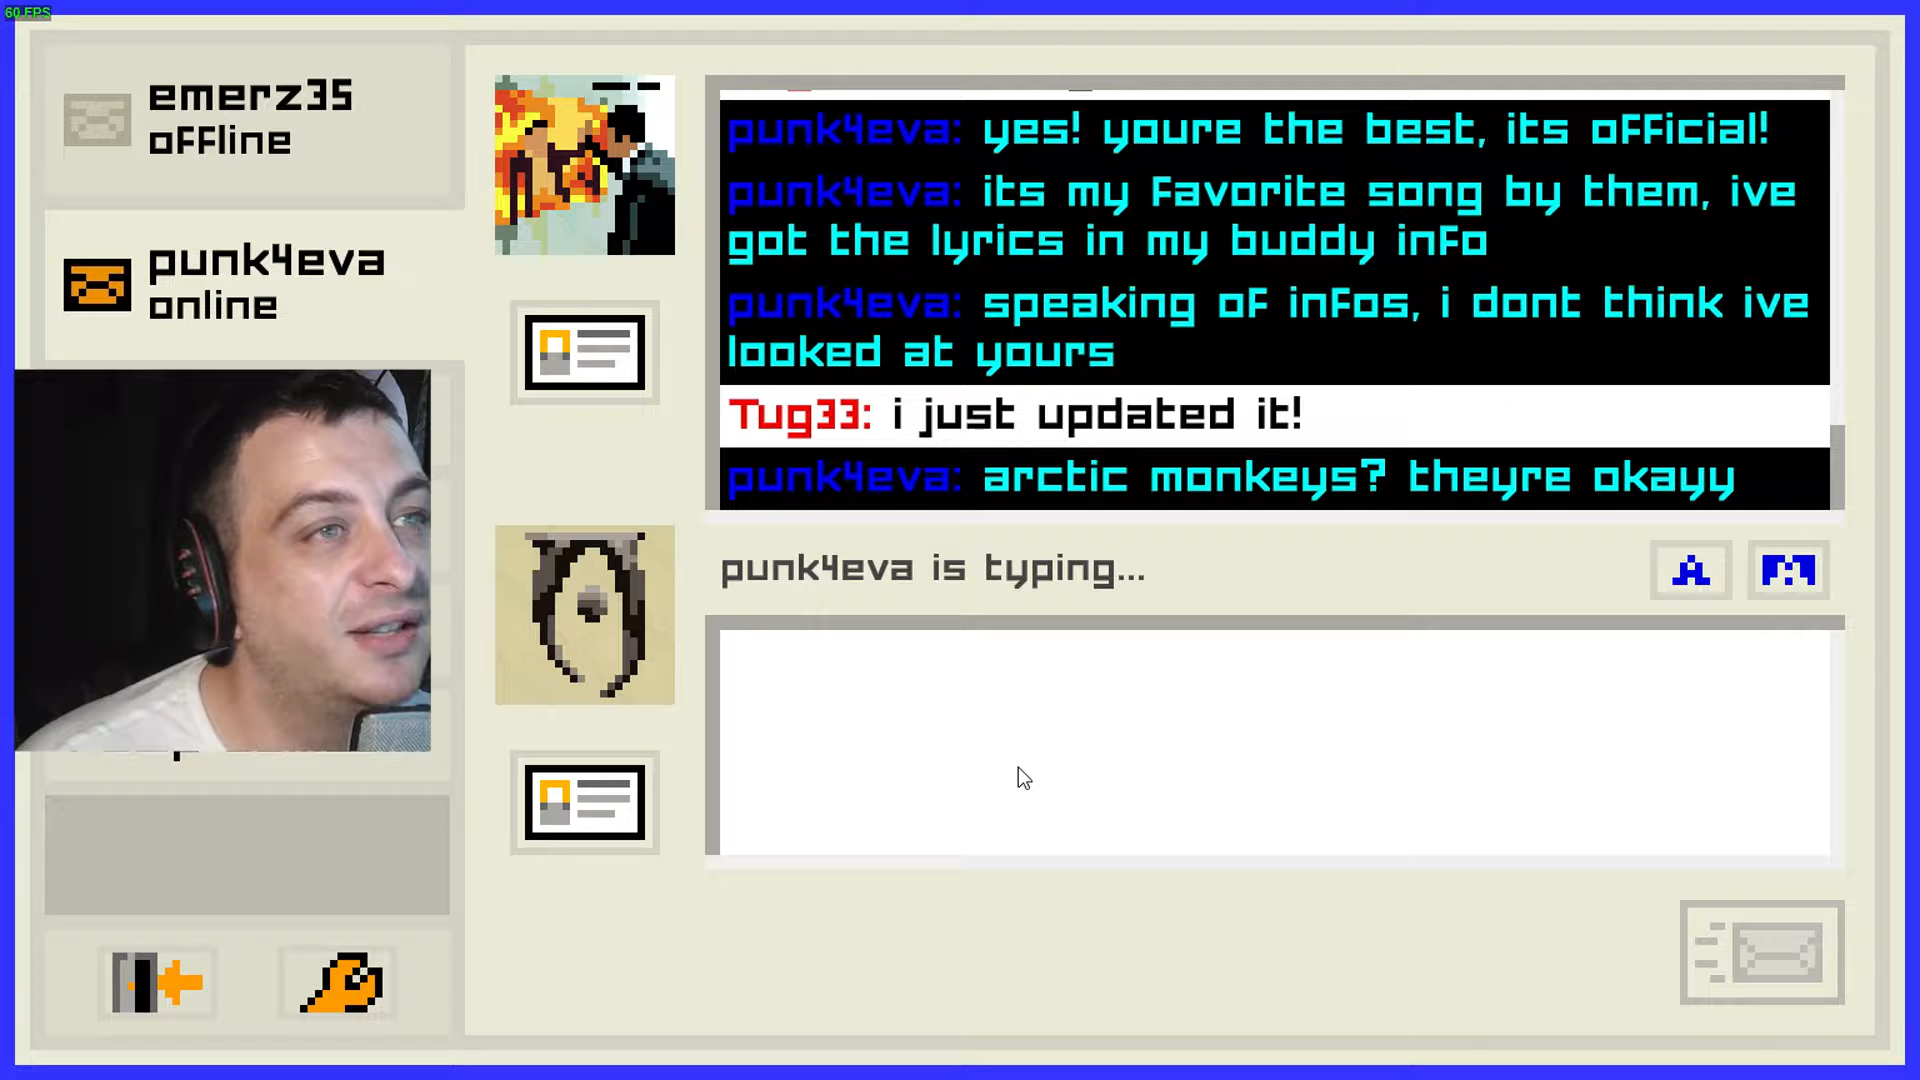 60 FPS
emerz35
offline
punk4eva
online
punk4eva: yes! youre the best, its official!
punk4eva: its my favorite song by them, ive
got the lyrics in my buddy info
punk4eva: speaking of infos, i dont think ive
looked at yours
Tug33: i just updated it!
punk4eva: arctic monkeys? theyre okayy
punk4eva is typing...
A